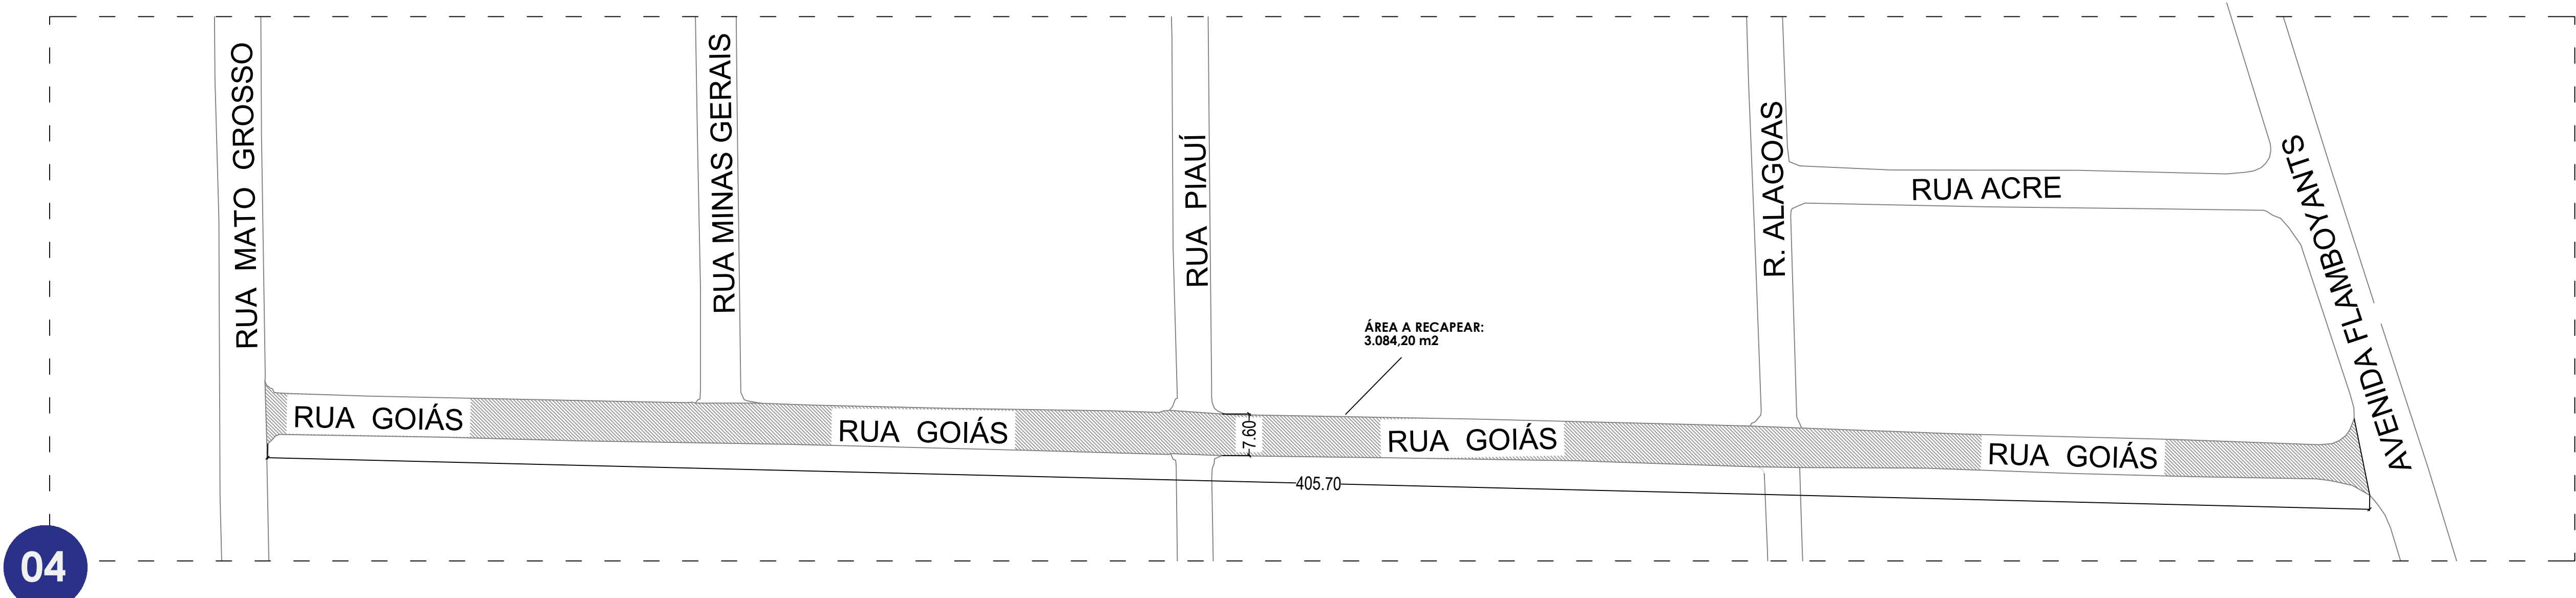 RUA MATO GROSSO
RUA MINAS GERAIS
RUA PIAUÍ
R. ALAGOAS
RUA ACRE
AVENIDA FLAMBOYANTS
ÁREA A RECAPEAR:
3.084,20 m2
RUA GOIÁS
RUA GOIÁS
7.60
RUA GOIÁS
RUA GOIÁS
405.70
04